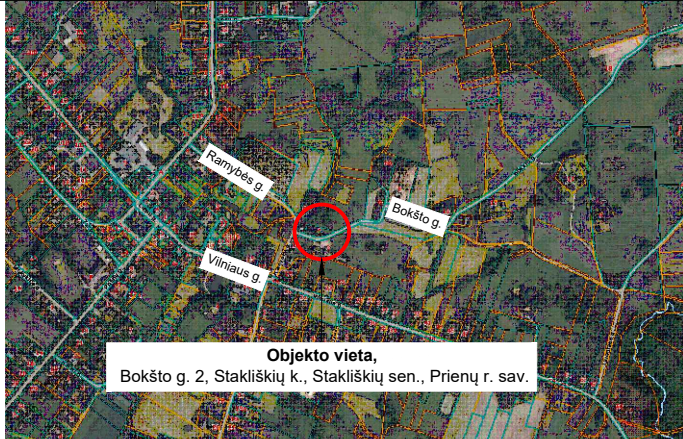 Ramybės g.
Bokšto g.
Vilniaus g.
Objekto vieta,
Bokšto g. 2, Stakliškių k., Stakliškių sen., Prienų r. sav.